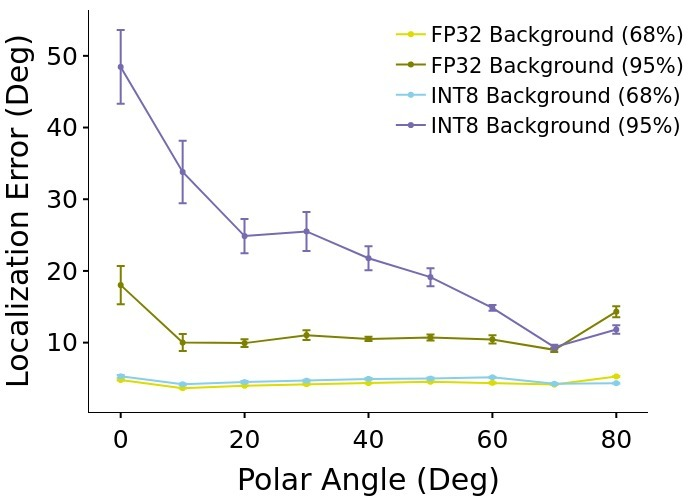 FP32 Background (68%)
FP32 Background (95%)
INT8 Background (68%)
INT8 Background (95%)
Localization Error (Deg)
50
40
30
20
10
0 20 40 60 80
Polar Angle (Deg)